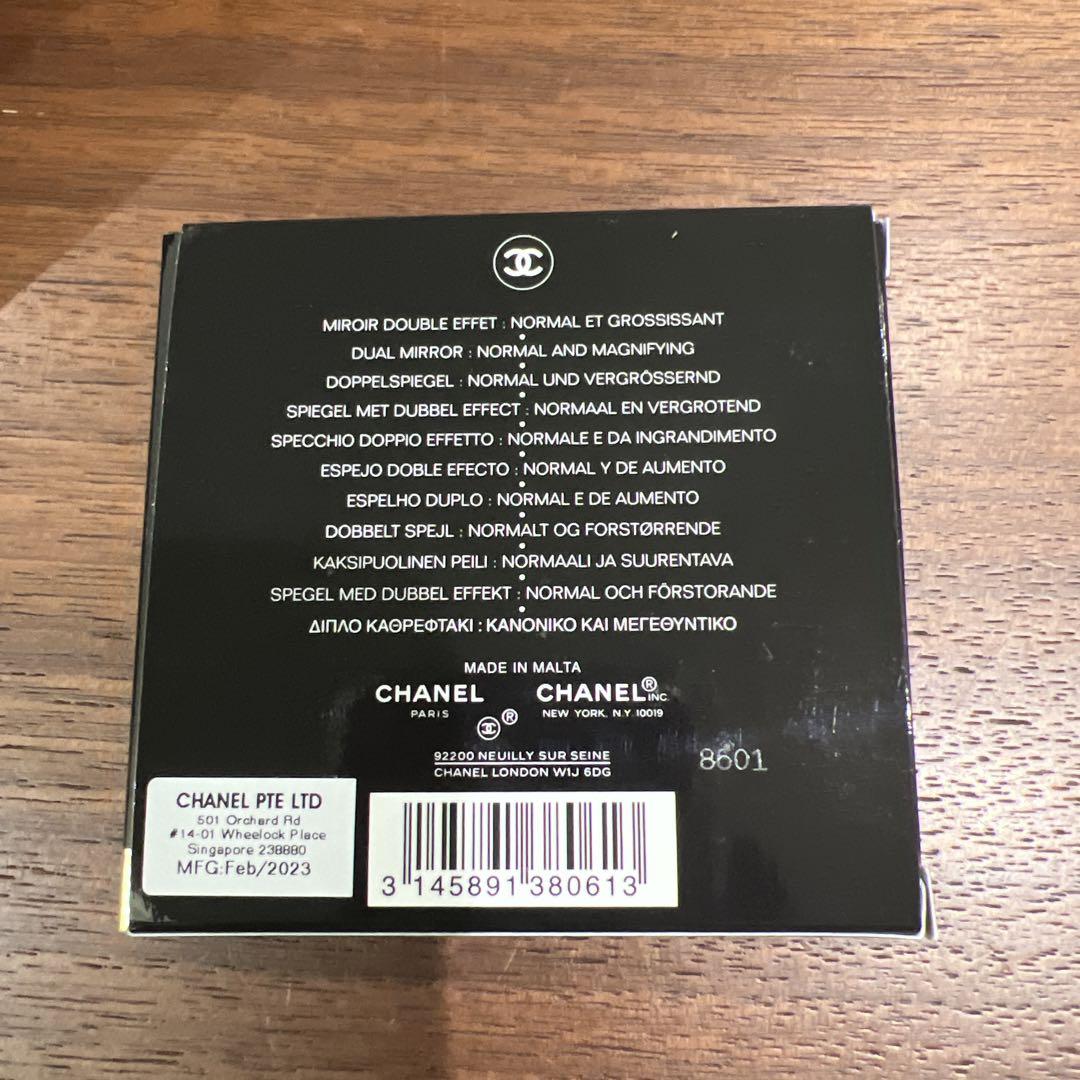 MIROIR DOUBLE EFFET : NORMAL ET GROSSISSANT
DUAL MIRROR : NORMAL AND MAGNIFYING
DOPPELSPIEGEL : NORMAL UND VERGRÖSSERND
SPIEGEL MET DUBBEL EFFECT : NORMAAL EN VERGROTEND
SPECCHIO DOPPIO EFFETTO : NORMALE E DA INGRANDIMENTO
ESPEJO DOBLE EFECTO : NORMAL Y DE AUMENTO
ESPELHO DUPLO : NORMAL E DE AUMENTO
DOBBELT SPEJL : NORMALT OG FORSTØRRENDE
KAKSIPUOLINEN PEILI : NORMAALI JA SUURENTAVA
SPEGEL MED DUBBEL EFFEKT : NORMAL OCH FÖRSTORANDE
ΔΙΠΛΟ ΚΑΘΡΕΦΤΑΚΙ : ΚΑΝΟΝΙΚΟ ΚΑΙ ΜΕΓΕΘΥΝΤΙΚΟ
MADE IN MALTA
CHANEL CHANEL® INC.
PARIS NEW YORK, N.Y. 10019
®
92200 NEUILLY SUR SEINE
CHANEL LONDON W1J 6DG
8601
CHANEL PTE LTD
501 Orchard Rd
#14-01 Wheelock Place
Singapore 238880
MFG:Feb/2023
3 145891 380613